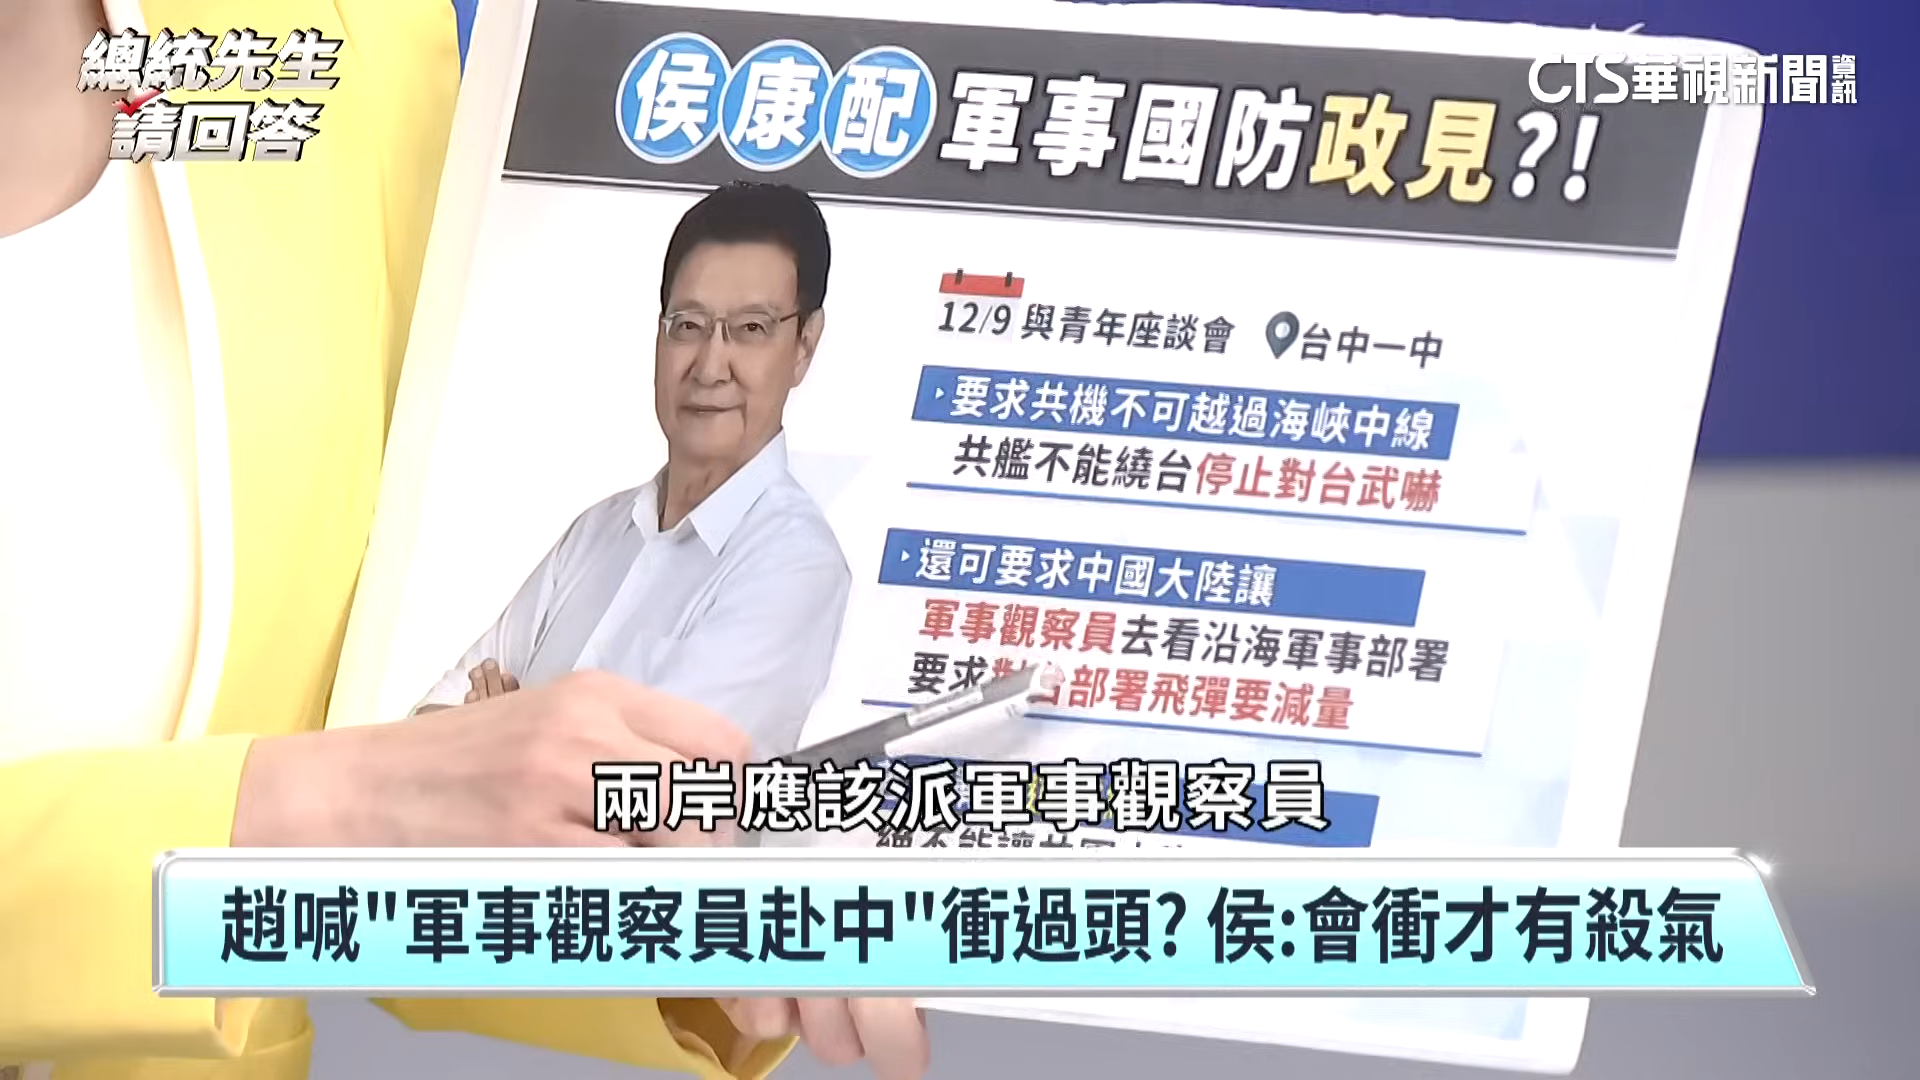 總統先生
請回答
CTS華視新聞資訊
侯康配軍事國防政見?!
12/9與青年座談會 台中一中
要求共機不可越過海峽中線
共艦不能繞台停止對台武嚇
還可要求中國大陸讓
軍事觀察員去看沿海軍事部署
要求對台部署飛彈要減量
兩岸應該派軍事觀察員
趙喊"軍事觀察員赴中"衝過頭? 侯:會衝才有殺氣